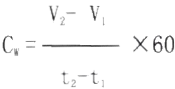 V₂- V₁
C_W= ×60
t₂-t₁